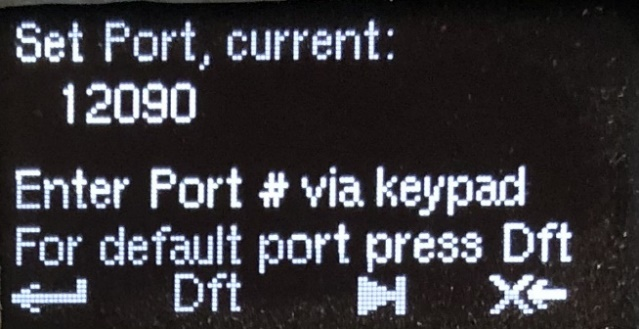 Set Port, current:
12090
Enter Port # via keypad
For default port press Dft
Dft